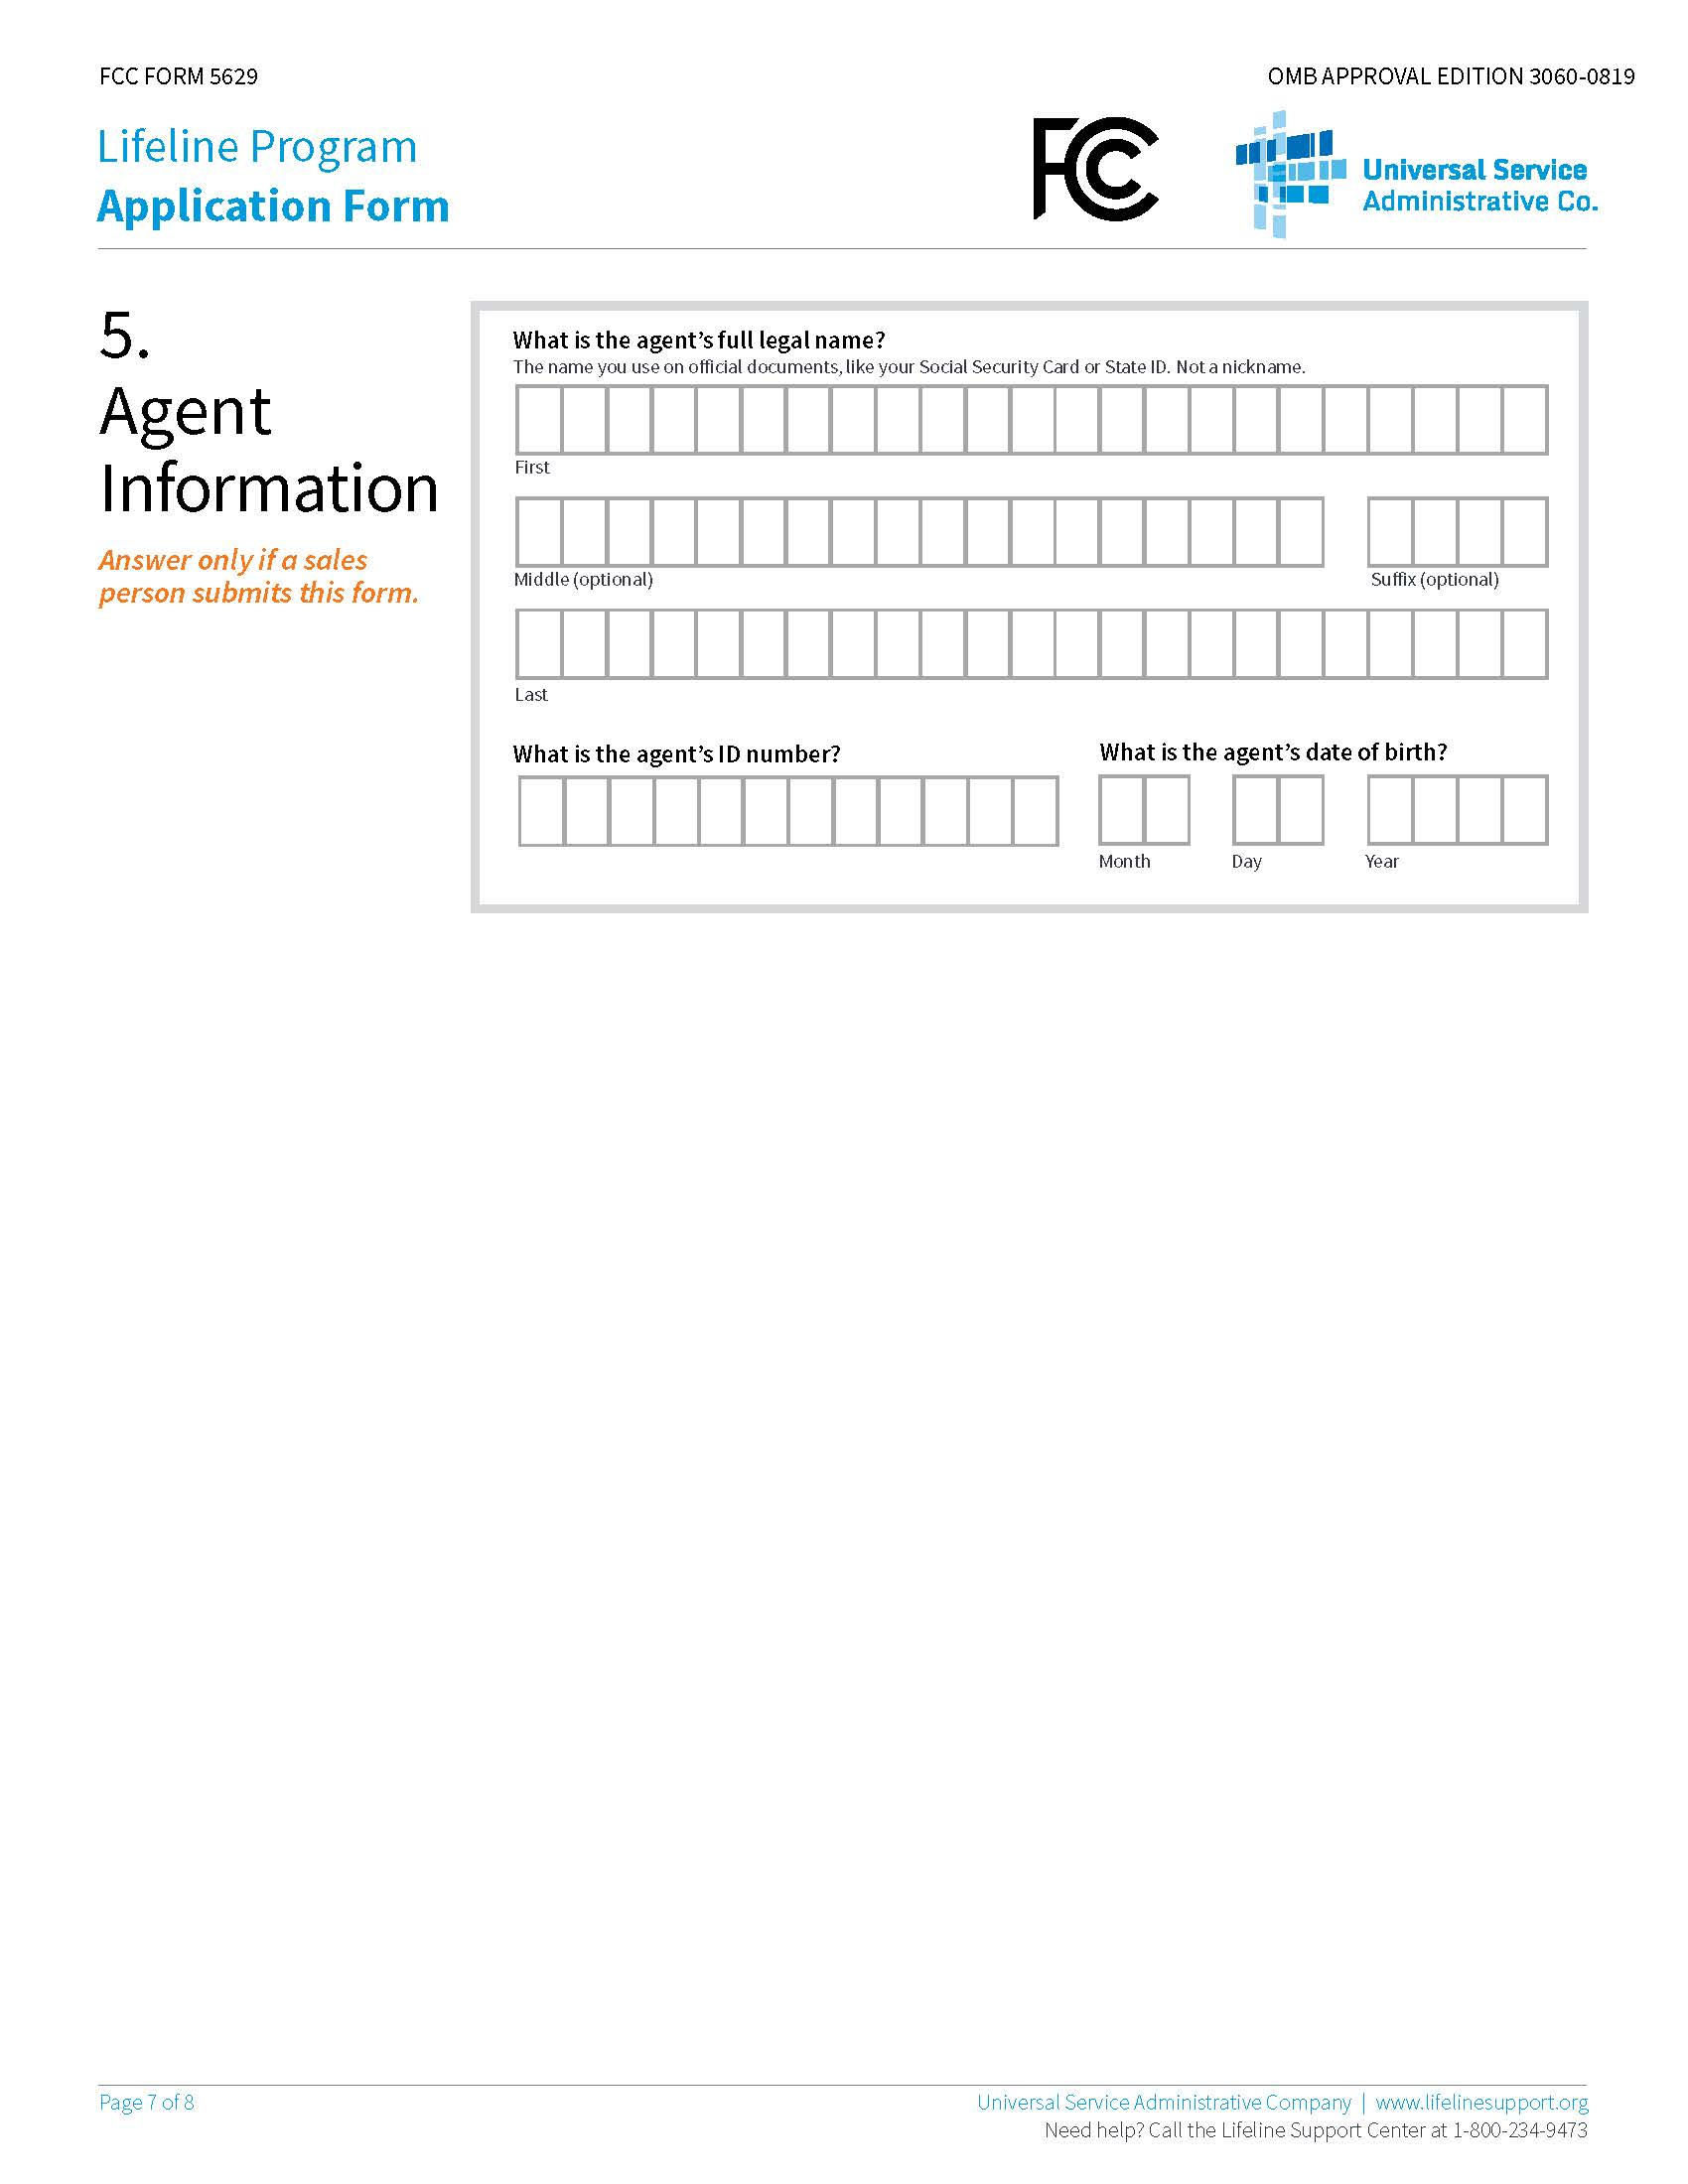 FCC FORM 5629
OMB APPROVAL EDITION 3060-0819
Lifeline Program
Application Form
FCC
Universal Service
Administrative Co.
5.
Agent
Information
Answer only if a sales
person submits this form.
What is the agent’s full legal name?
The name you use on official documents, like your Social Security Card or State ID. Not a nickname.
First
Middle (optional)
Suffix (optional)
Last
What is the agent’s ID number?
What is the agent’s date of birth?
Month
Day
Year
Page 7 of 8
Universal Service Administrative Company | www.lifelinesupport.org
Need help? Call the Lifeline Support Center at 1-800-234-9473